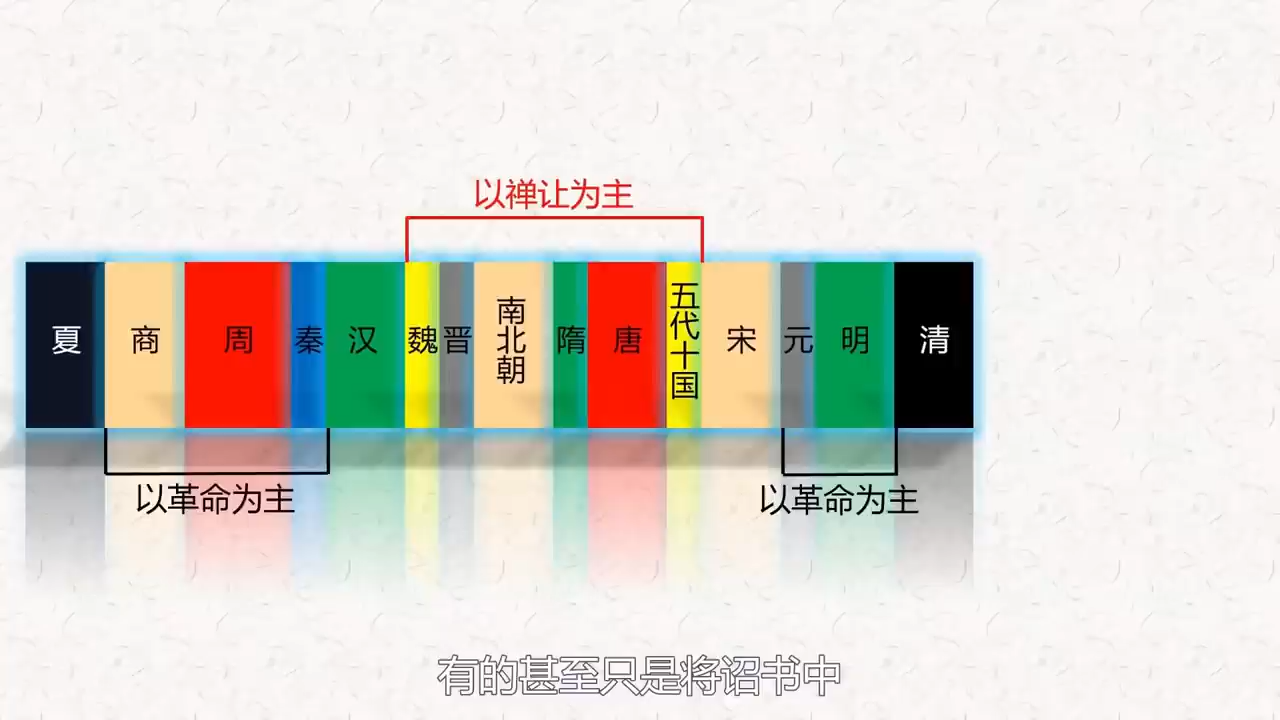 以禅让为主
夏
商
周
秦
汉
魏
晋
南北朝
隋
唐
五代十国
宋
元
明
清
以革命为主
以革命为主
有的甚至只是将诏书中